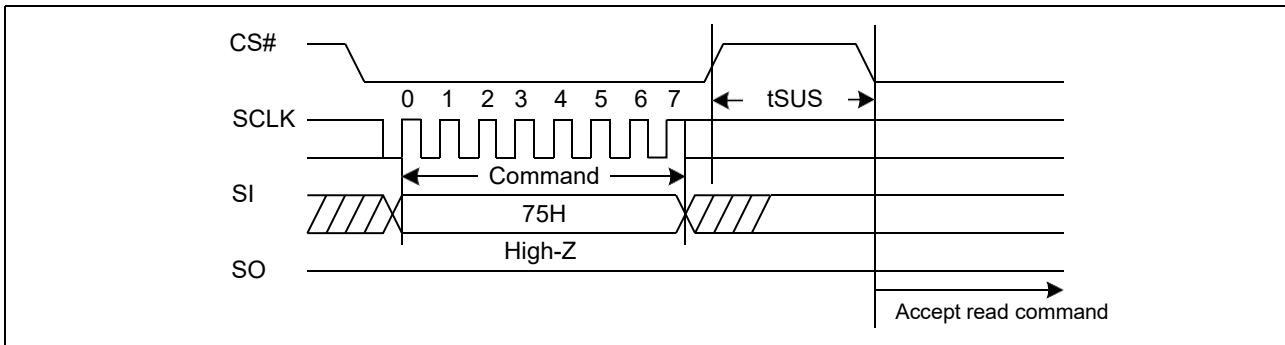 CS#
0 1 2 3 4 5 6 7
tSUS
SCLK
Command
SI
75H
High-Z
SO
Accept read command